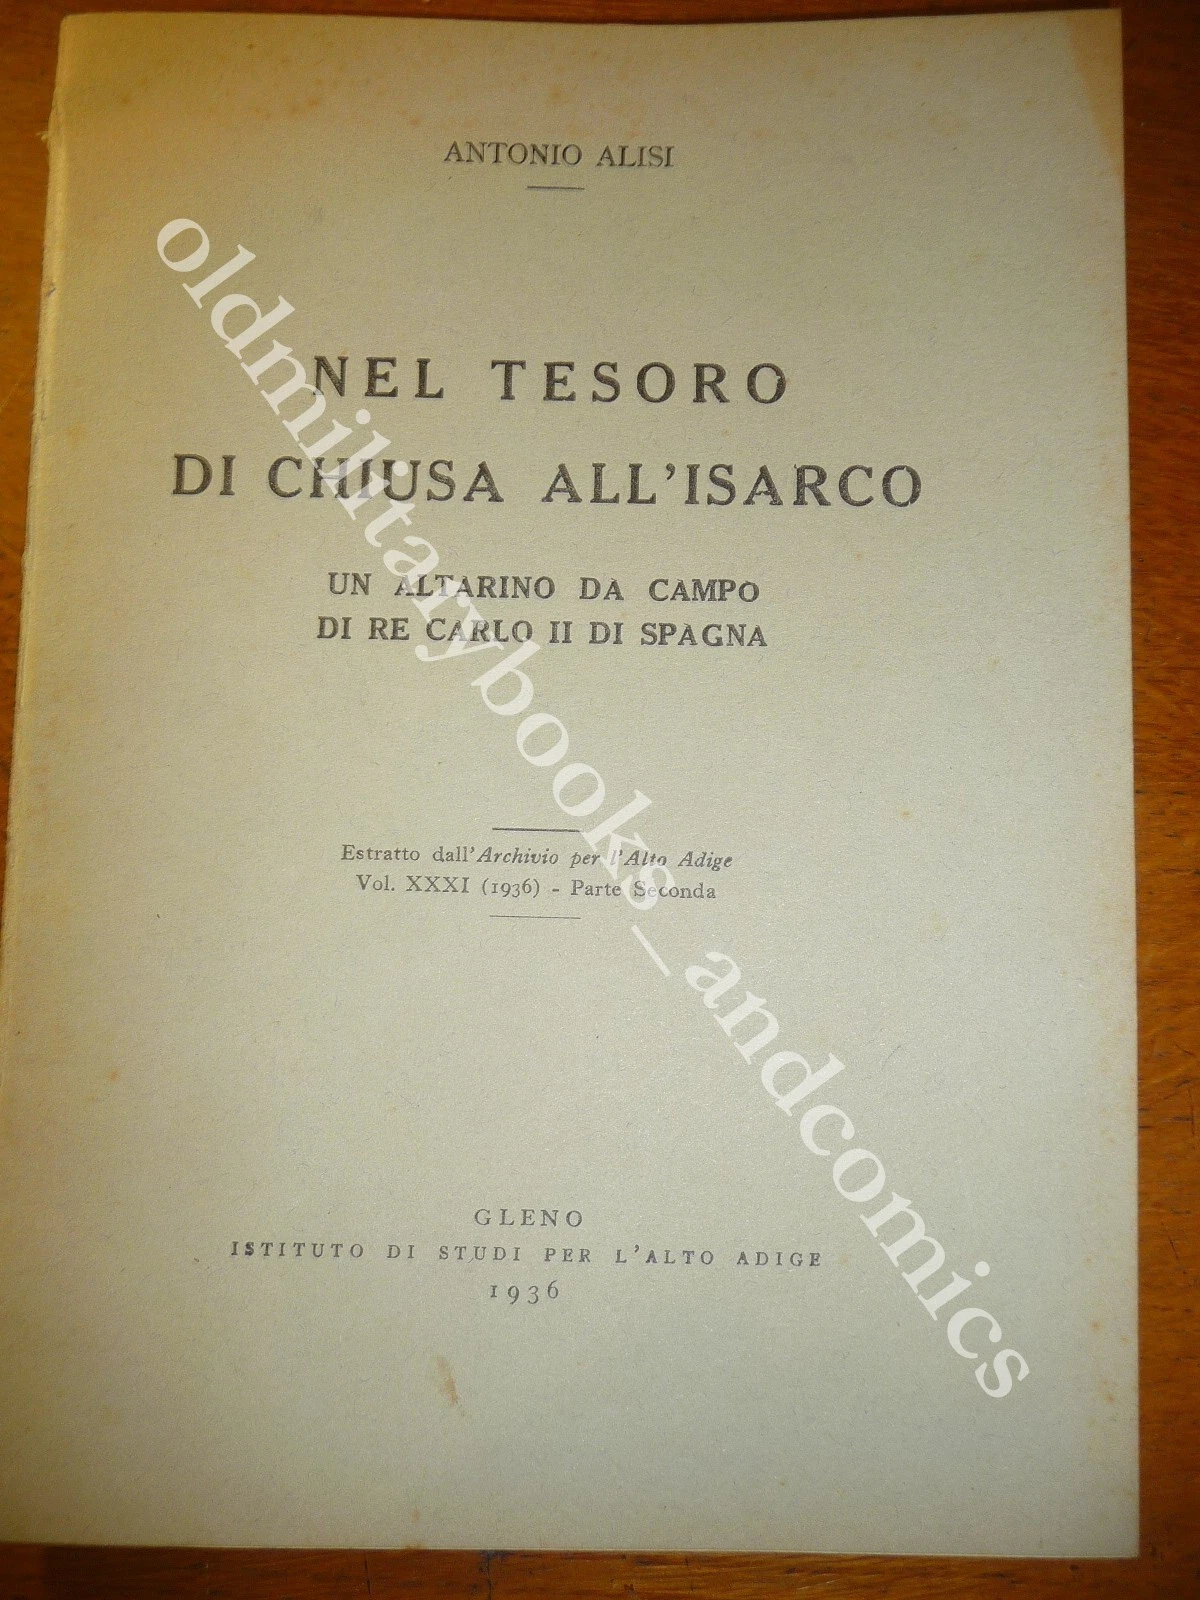 ANTONIO ALISI
NEL TESORO
DI CHIUSA ALL'ISARCO
UN ALTARINO DA CAMPO
DI RE CARLO II DI SPAGNA
Estratto dall'Archivio per l'Alto Adige
Vol. XXXI (1936) - Parte Seconda
GLENO
ISTITUTO DI STUDI PER L'ALTO ADIGE
1936
oldmilitarybooks_andcomics